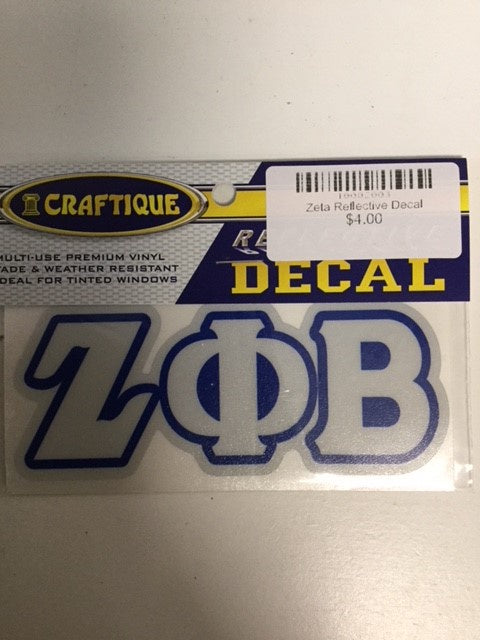 CRAFTIQUE
MULTI-USE PREMIUM VINYL
FADE & WEATHER RESISTANT
IDEAL FOR TINTED WINDOWS
Zeta Reflective Decal
$4.00
DECAL
ΖΦΒ